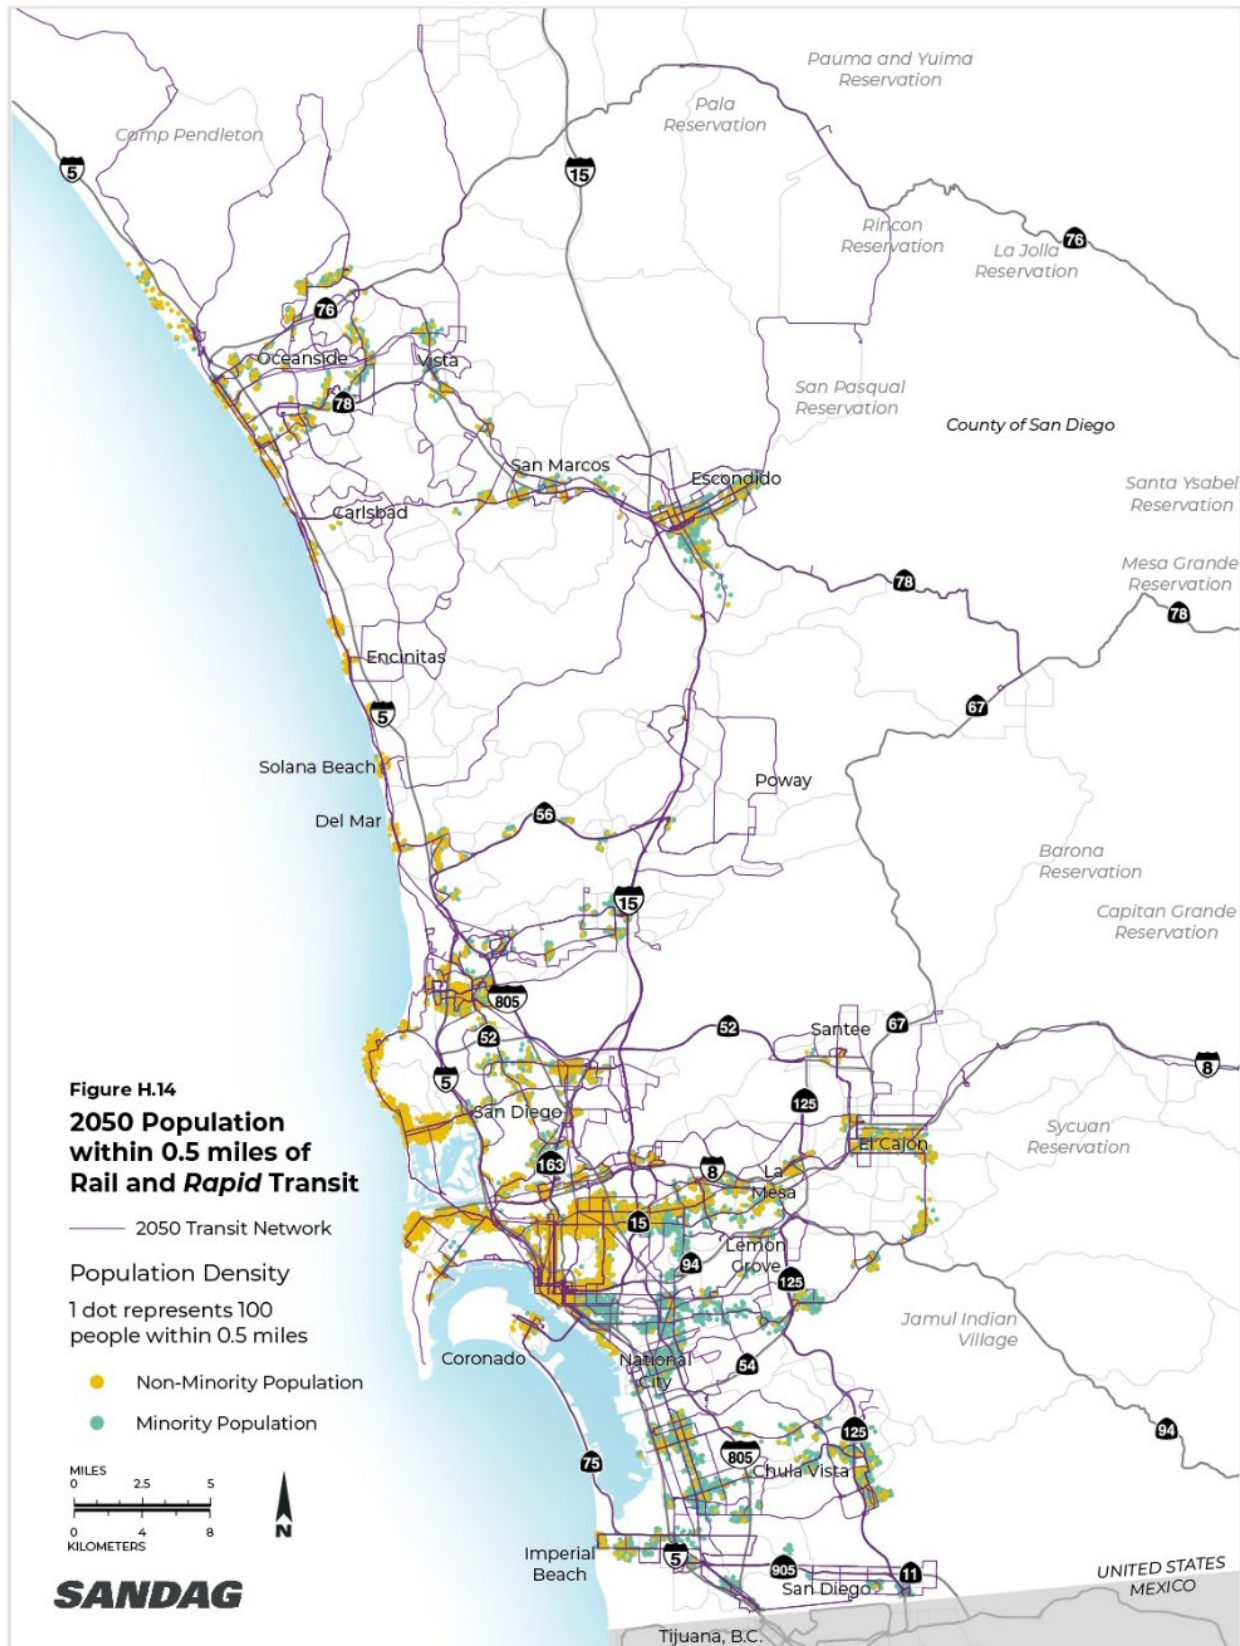 Pauma and Yuima
Reservation
Pala
Reservation
Camp Pendleton
5
15
Rincon
Reservation
La Jolla
Reservation
76
76
Oceanside
Vista
78
San Pasqual
Reservation
County of San Diego
San Marcos
Escondido
Santa Ysabel
Reservation
Carlsbad
Mesa Grande
Reservation
78
78
Encinitas
67
5
Solana Beach
Poway
Del Mar
56
Barona
Reservation
15
Capitan Grande
Reservation
805
52
Santee
67
52
8
5
125
San Diego
El Cajon
Sycuan
Reservation
163
8
La
Mesa
15
Lemon
Grove
94
125
Jamul Indian
Village
Coronado
National
City
54
125
94
75
805
Chula Vista
Imperial
Beach
5
905
San Diego
11
UNITED STATES
MEXICO
Tijuana, B.C.
Figure H.14
2050 Population
within 0.5 miles of
Rail and Rapid Transit
2050 Transit Network
Population Density
1 dot represents 100
people within 0.5 miles
Non-Minority Population
Minority Population
MILES
0 2.5 5
0 4 8
KILOMETERS
N
SANDAG